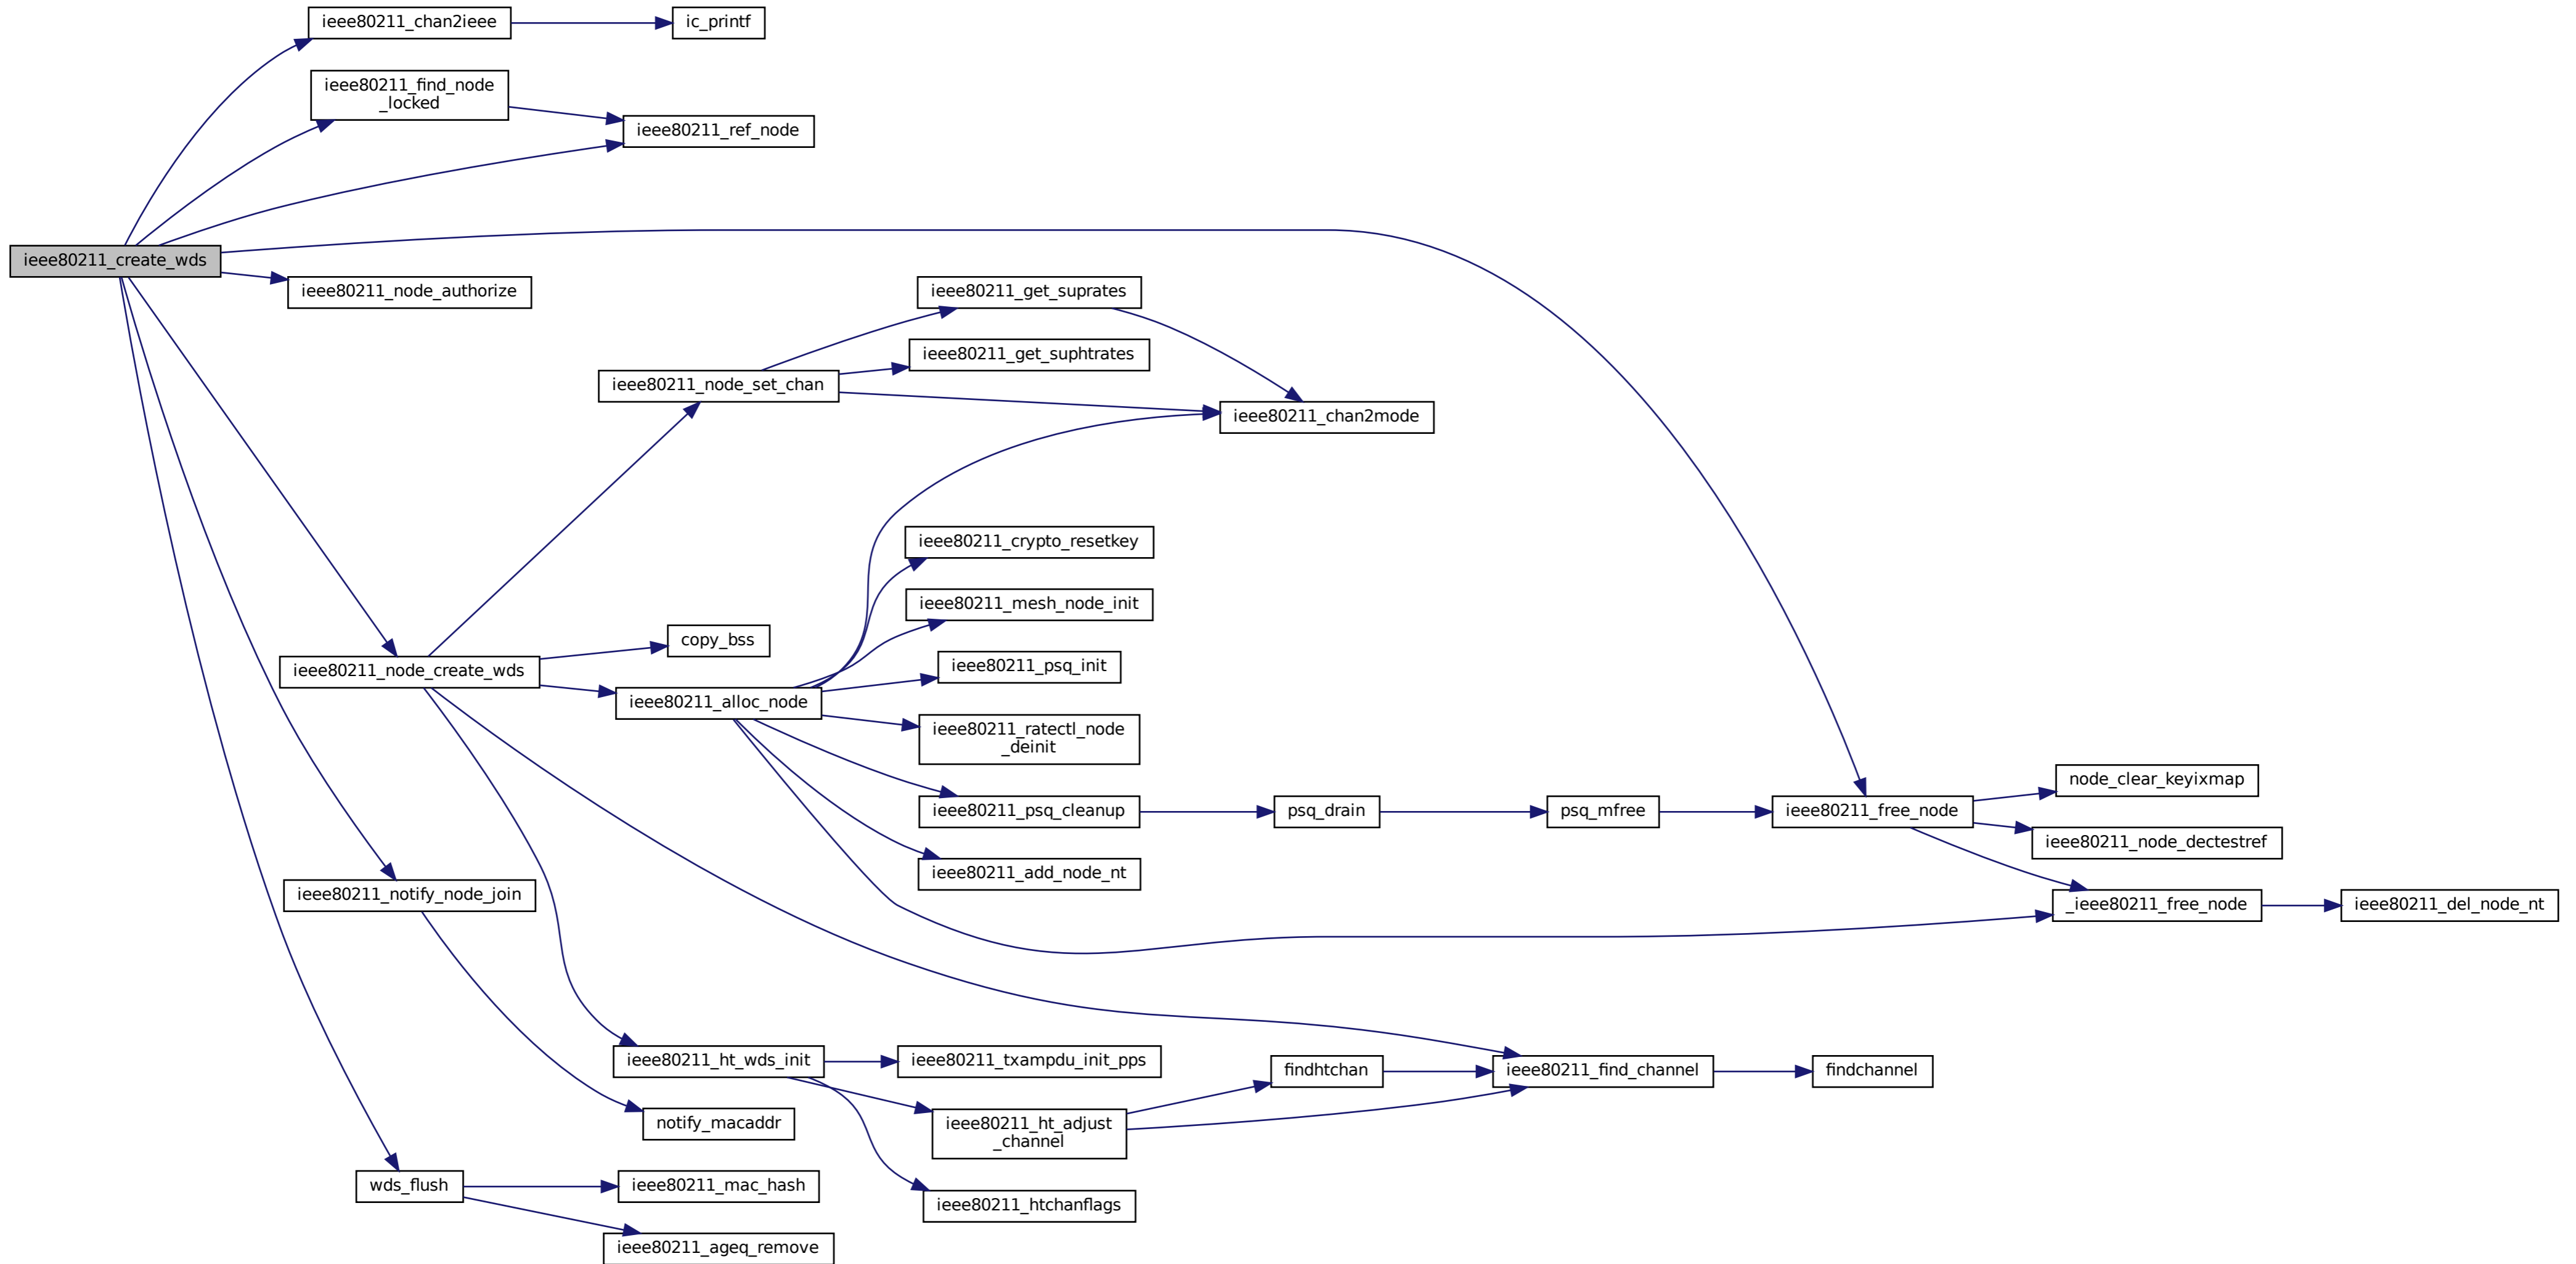 ieee80211_chan2ieee
ic_printf
ieee80211_find_node
_locked
ieee80211_ref_node
ieee80211_create_wds
ieee80211_node_authorize
ieee80211_get_suprates
ieee80211_get_suphtrates
ieee80211_node_set_chan
ieee80211_chan2mode
ieee80211_crypto_resetkey
ieee80211_mesh_node_init
copy_bss
ieee80211_psq_init
ieee80211_node_create_wds
ieee80211_alloc_node
ieee80211_ratectl_node
_deinit
node_clear_keyixmap
ieee80211_psq_cleanup
psq_drain
psq_mfree
ieee80211_free_node
ieee80211_node_dectestref
ieee80211_add_node_nt
ieee80211_notify_node_join
_ieee80211_free_node
ieee80211_del_node_nt
ieee80211_ht_wds_init
ieee80211_txampdu_init_pps
findhtchan
ieee80211_find_channel
findchannel
notify_macaddr
ieee80211_ht_adjust
_channel
wds_flush
ieee80211_mac_hash
ieee80211_htchanflags
ieee80211_ageq_remove